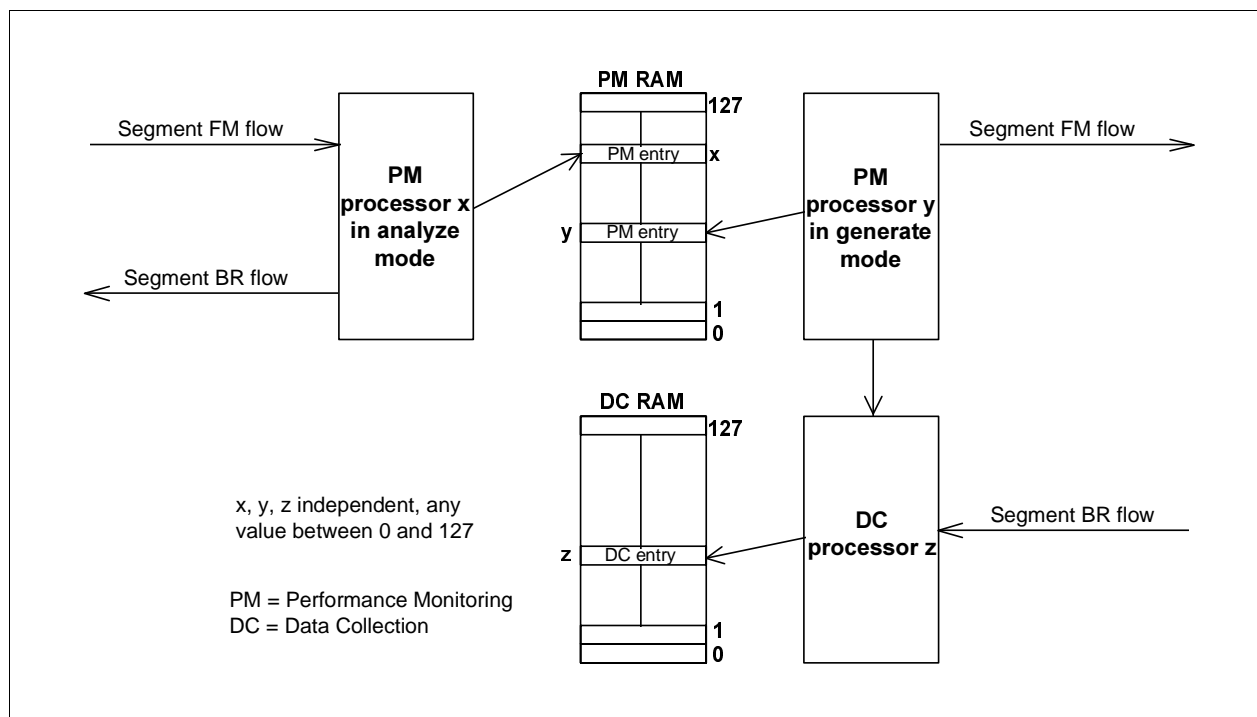 PM RAM
127
Segment FM flow
PM
processor x
in analyze
mode
PM entry
x
PM
processor y
in generate
mode
Segment FM flow
y
PM entry
Segment BR flow
1
0
DC RAM
127
x, y, z independent, any
value between 0 and 127
DC
processor z
Segment BR flow
z
DC entry
PM = Performance Monitoring
DC = Data Collection
1
0